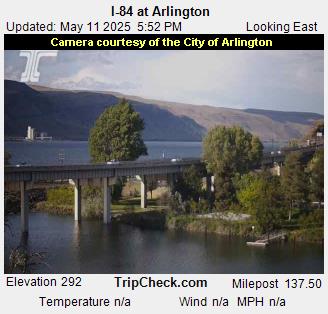 I-84 at Arlington
Updated: May 11 2025 5:52 PM Looking East
Camera courtesy of the City of Arlington
Elevation 292 TripCheck.com Milepost 137.50
Temperature n/a Wind n/a MPH n/a